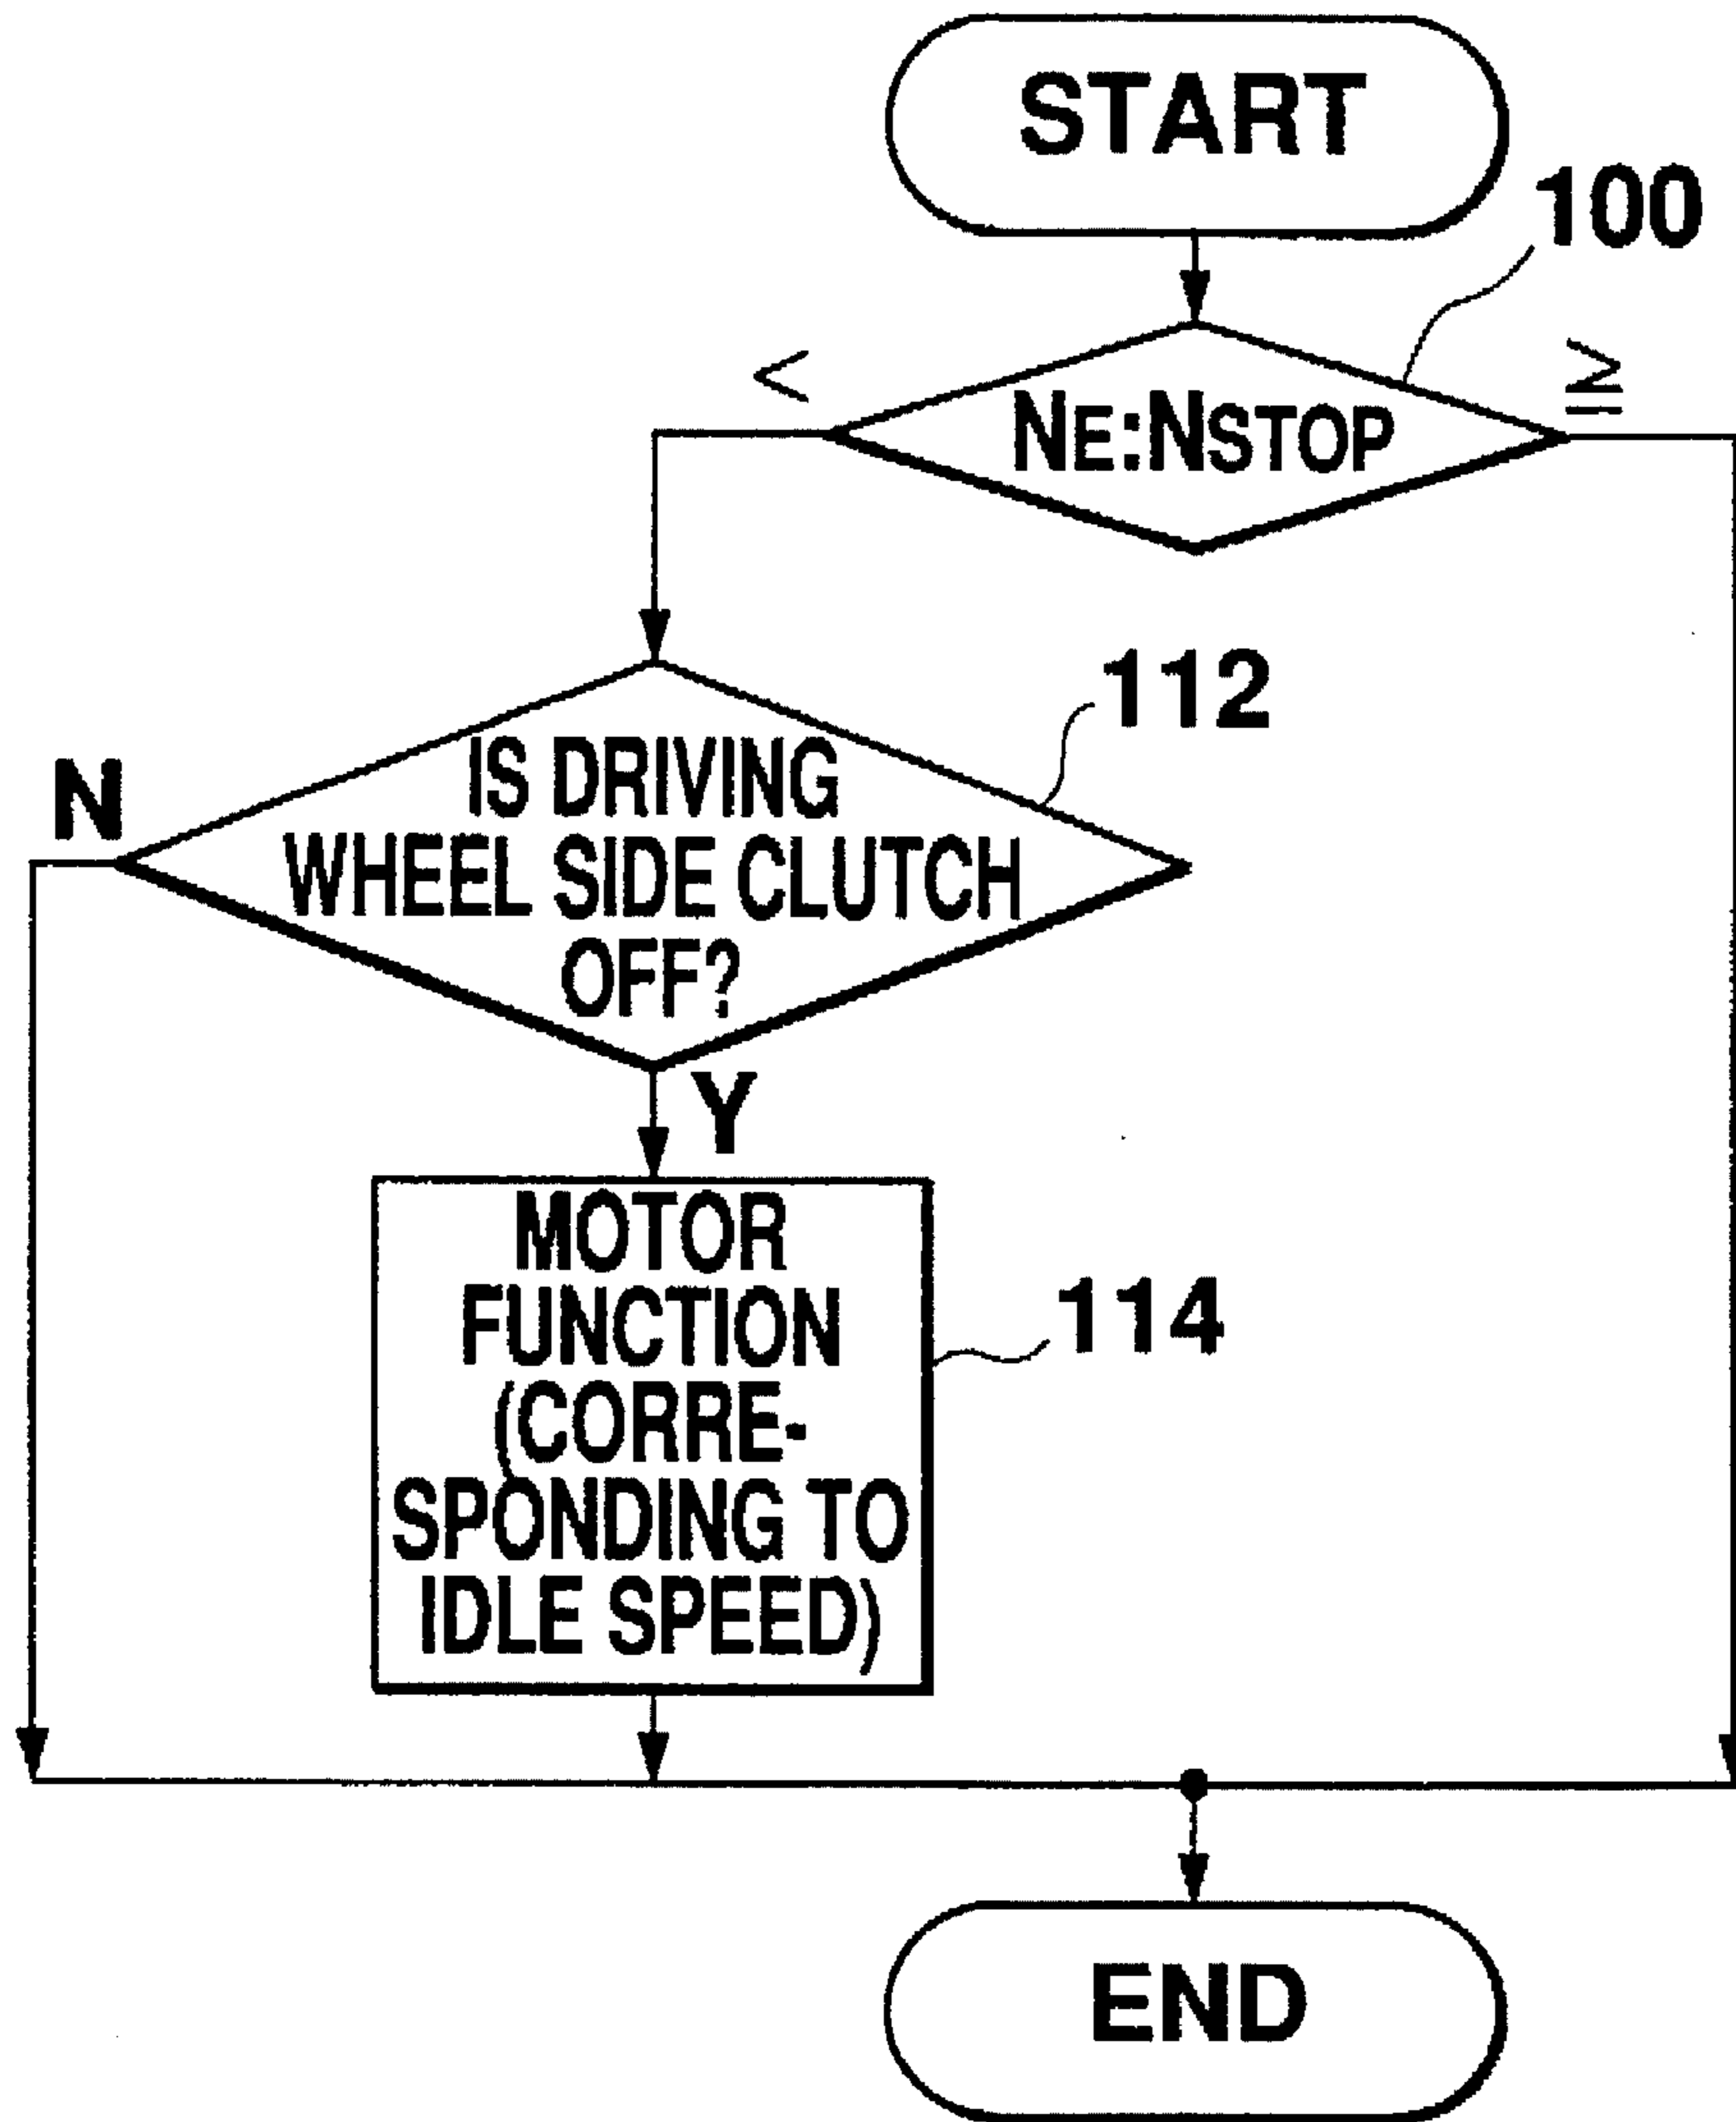 START
100
<
≥
NE:NSTOP
112
IS DRIVING
WHEEL SIDE CLUTCH
OFF?
N
Y
MOTOR
FUNCTION
(CORRE-
SPONDING TO
IDLE SPEED)
114
END